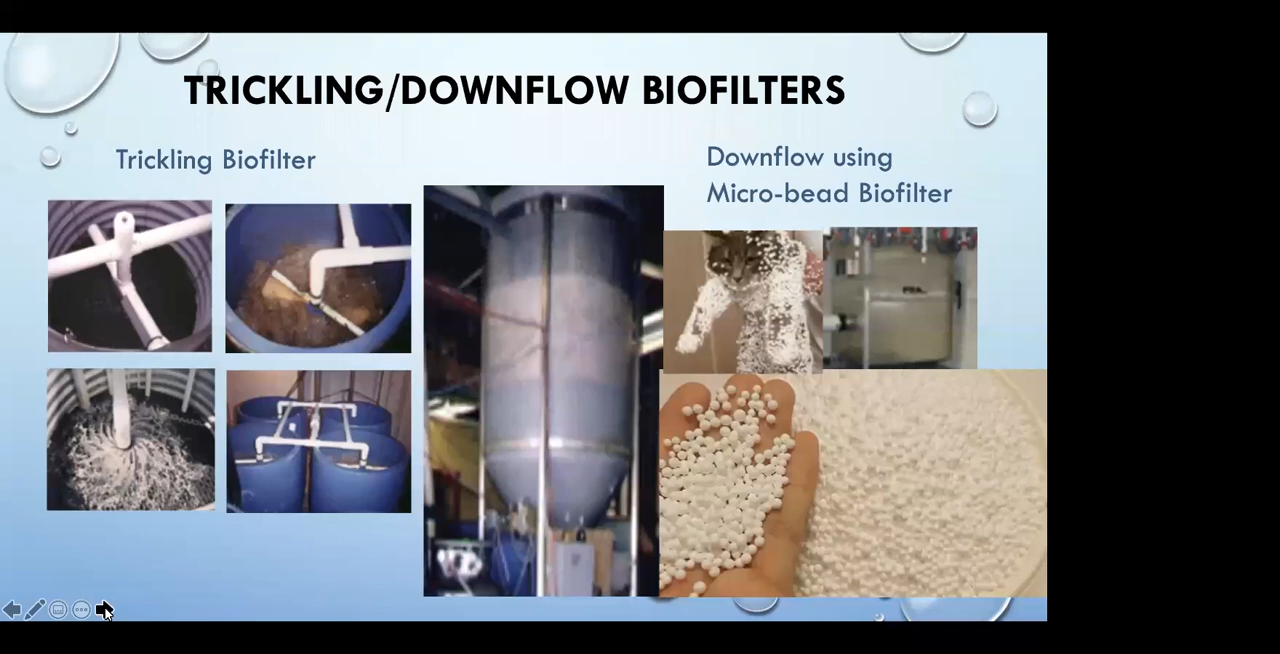 TRICKLING/DOWNFLOW BIOFILTERS
Trickling Biofilter
Downflow using
Micro-bead Biofilter